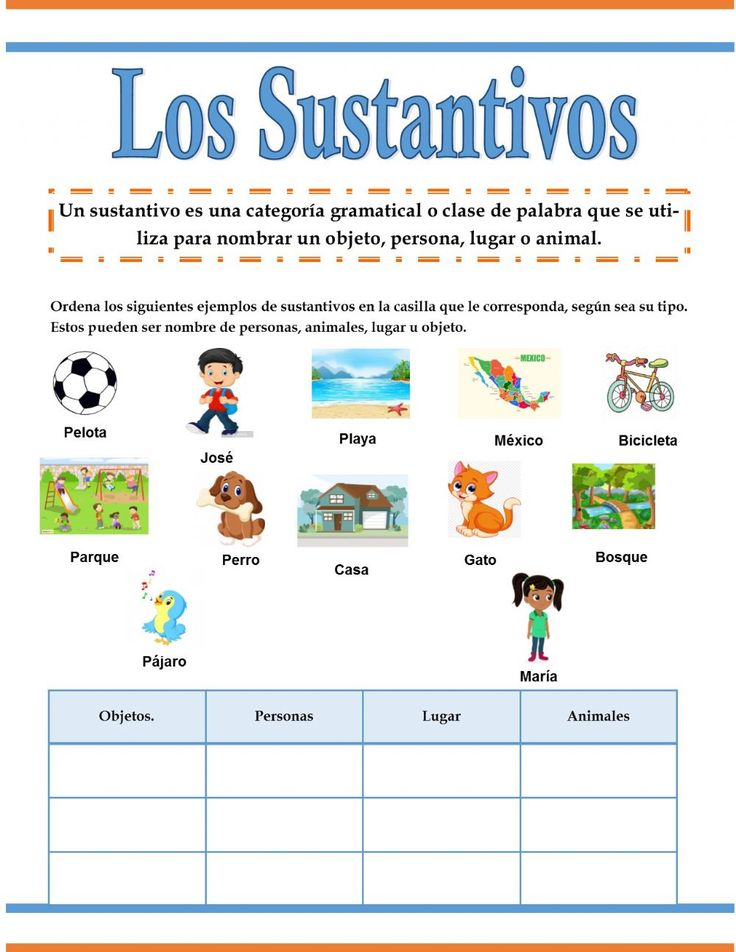 Los Sustantivos
Un sustantivo es una categoría gramatical o clase de palabra que se uti-
liza para nombrar un objeto, persona, lugar o animal.
Ordena los siguientes ejemplos de sustantivos en la casilla que le corresponda, según sea su tipo.
Estos pueden ser nombre de personas, animales, lugar u objeto.
MEXICO
Pelota
José
Playa
México
Bicicleta
Parque
Perro
Casa
Gato
Bosque
Pájaro
María
Objetos. Personas Lugar Animales